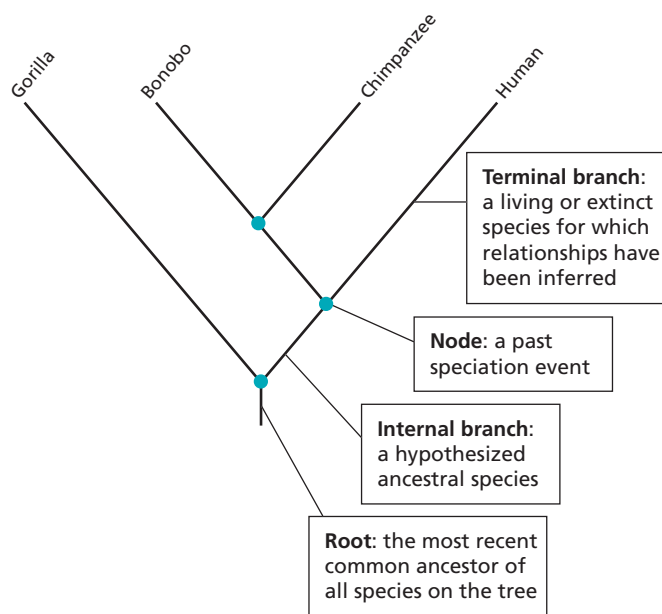 Gorilla
Bonobo
Chimpanzee
Human
Terminal branch:
a living or extinct
species for which
relationships have
been inferred
Node: a past
speciation event
Internal branch:
a hypothesized
ancestral species
Root: the most recent
common ancestor of
all species on the tree